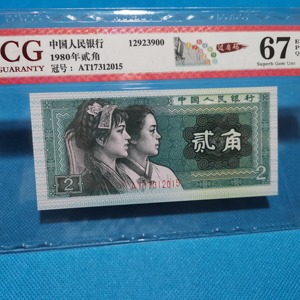 CG
GUARANTY
中国人民银行
1980年贰角
冠号：AT17312015
12923900
67
Superb Gem Unc
E
P
Q
中国人民银行
贰角
AT17312015
2
2